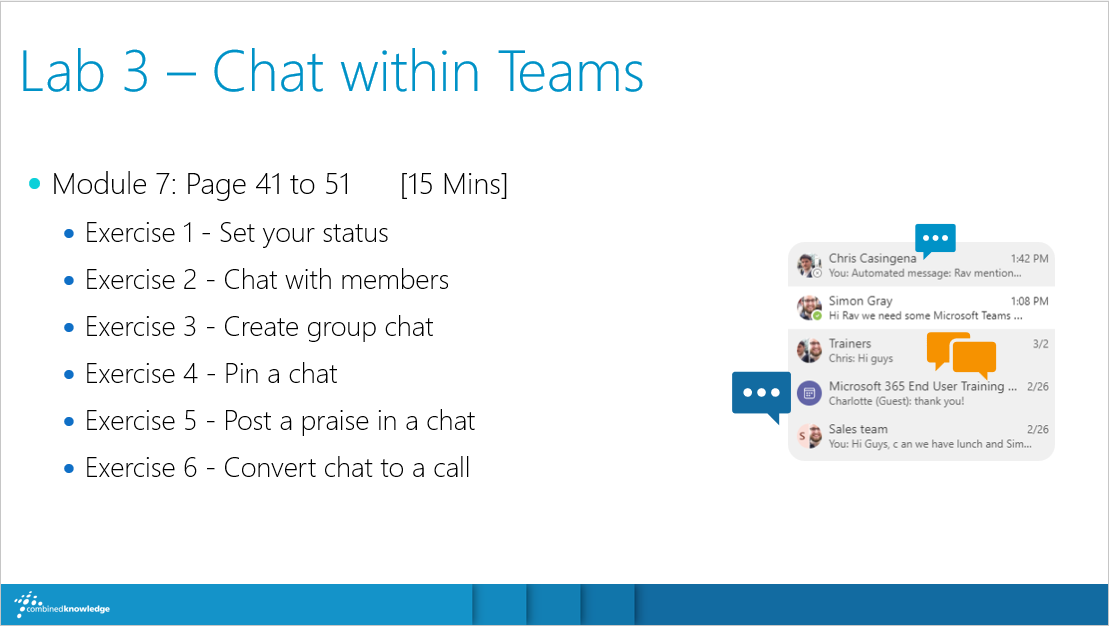 Lab 3 – Chat within Teams
• Module 7: Page 41 to 51 [15 Mins]
• Exercise 1 - Set your status
• Exercise 2 - Chat with members
• Exercise 3 - Create group chat
• Exercise 4 - Pin a chat
• Exercise 5 - Post a praise in a chat
• Exercise 6 - Convert chat to a call
Chris Casingena 1:42 PM
You: Automated message: Rav mention...
Simon Gray 1:08 PM
Hi Rav we need some Microsoft Teams ...
Trainers 3/2
Chris: Hi guys
Microsoft 365 End User Training ... 2/26
Charlotte (Guest): thank you!
S
Sales team 2/26
You: Hi Guys, c an we have lunch and Sim...
combinedknowledge